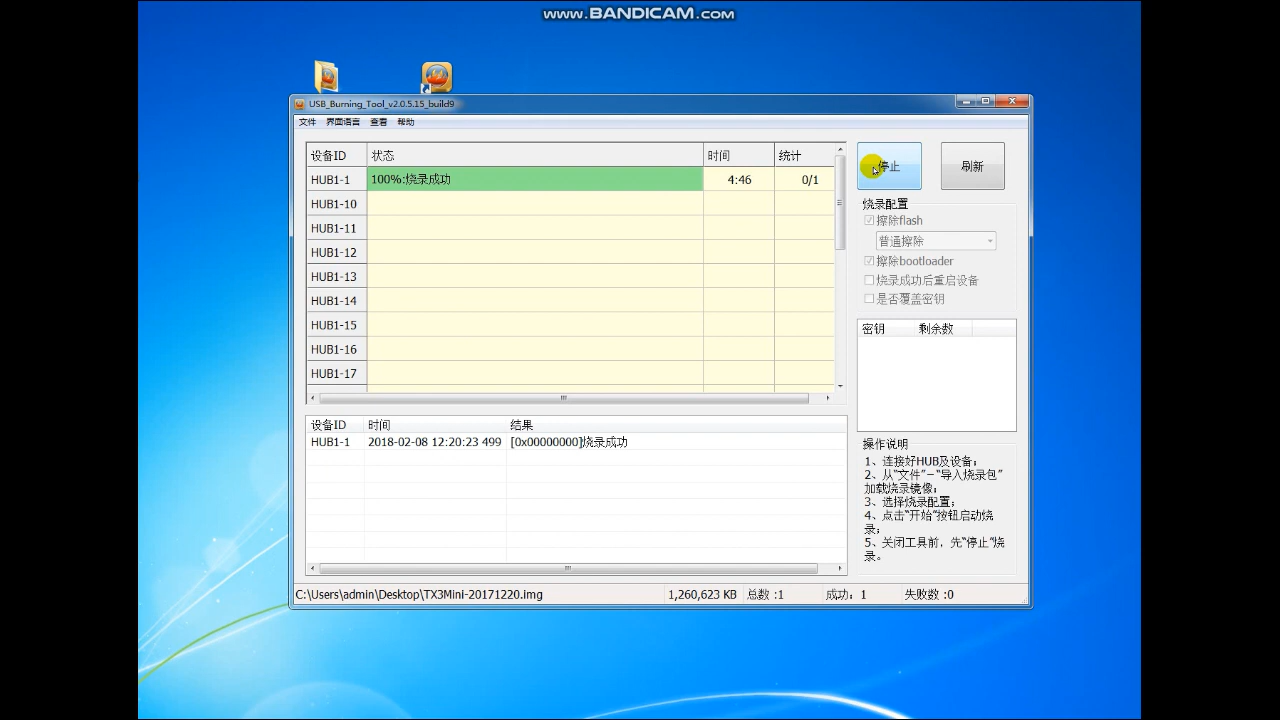 www.BANDICAM.com
USB_Burning_Tool_v2.0.5.15_build9
文件 界面语言 查看 帮助
设备ID 状态 时间 统计
HUB1-1 100%:烧录成功 4:46 0/1
HUB1-10
HUB1-11
HUB1-12
HUB1-13
HUB1-14
HUB1-15
HUB1-16
HUB1-17
停止 刷新
烧录配置
擦除flash
普通擦除
擦除bootloader
烧录成功后重启设备
是否覆盖密钥
密钥 剩余数
设备ID 时间 结果
HUB1-1 2018-02-08 12:20:23 499 [0x00000000]烧录成功
操作说明
1、连接好HUB及设备;
2、从“文件”-“导入烧录包”
加载烧录镜像;
3、选择烧录配置;
4、点击“开始”按钮启动烧
录;
5、关闭工具前，先“停止”烧
录。
C:\Users\admin\Desktop\TX3Mini-20171220.img 1,260,623 KB 总数 :1 成功： 1 失败数 :0